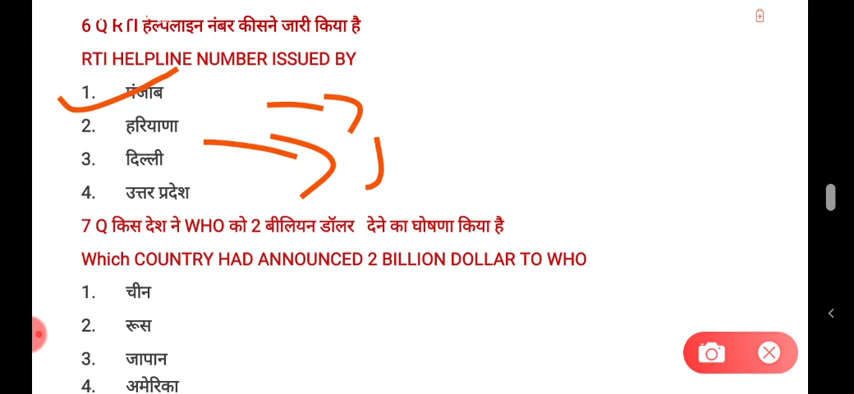 6 Q RTI हेल्पलाइन नंबर कीसने जारी किया है
RTI HELPLINE NUMBER ISSUED BY
1. पंजाब
2. हरियाणा
3. दिल्ली
4. उत्तर प्रदेश
7 Q किस देश ने WHO को 2 बीलियन डॉलर देने का घोषणा किया है
Which COUNTRY HAD ANNOUNCED 2 BILLION DOLLAR TO WHO
1. चीन
2. रूस
3. जापान
4. अमेरिका